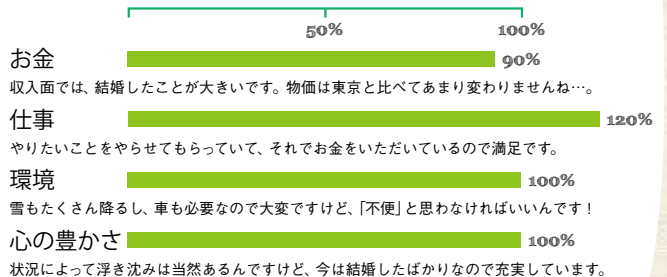 50% 100%
お金 90%
収入面では、結婚したことが大きいです。物価は東京と比べてあまり変わりませんね…。
仕事 120%
やりたいことをやらせてもらっていて、それでお金をいただいているので満足です。
環境 100%
雪もたくさん降るし、車も必要なので大変ですけど、「不便」と思わなければいいんです！
心の豊かさ 100%
状況によって浮き沈みは当然あるんですけど、今は結婚したばかりなので充実しています。